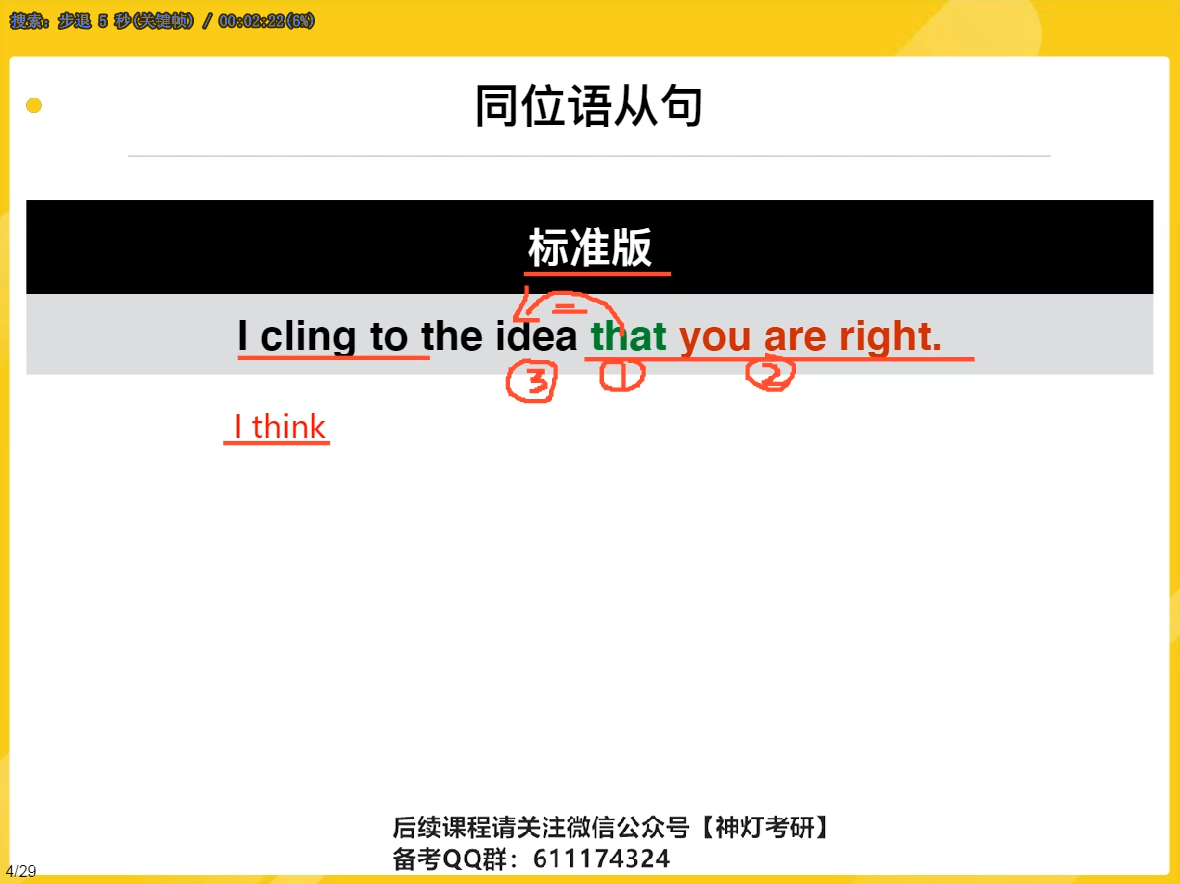 搜索: 步退 5 秒(关键帧) / 00:02:22(6%)
同位语从句
标准版
I cling to the idea that you are right.
③ ① ②
I think
后续课程请关注微信公众号【神灯考研】
备考QQ群：611174324
4/29